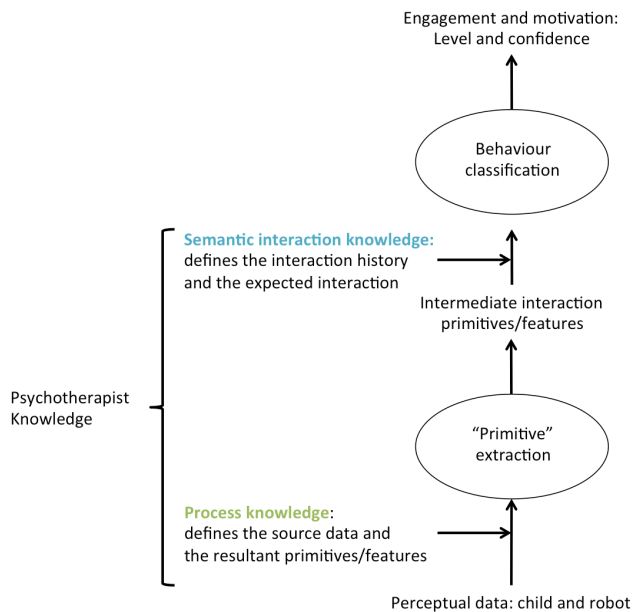 Engagement and motivation:
Level and confidence
Behaviour
classification
Semantic interaction knowledge:
defines the interaction history
and the expected interaction
Intermediate interaction
primitives/features
Psychotherapist
Knowledge
“Primitive”
extraction
Process knowledge:
defines the source data and
the resultant primitives/features
Perceptual data: child and robot